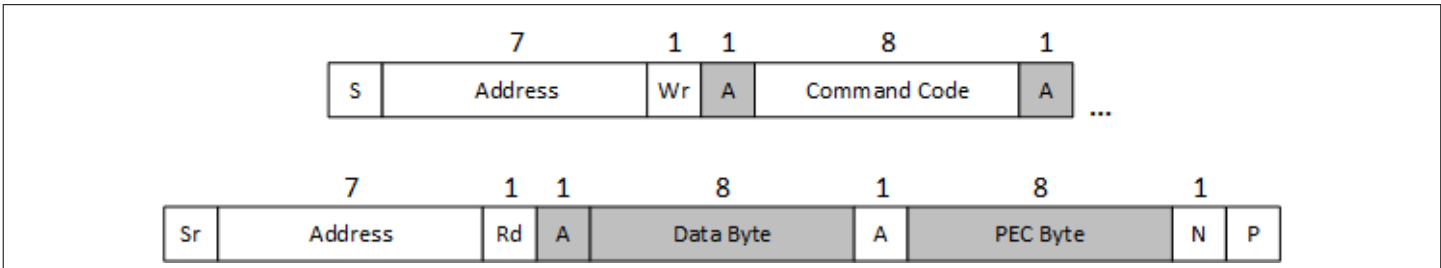 7 1 1 8 1
S Address Wr A Command Code A ...
7 1 1 8 1 8 1
Sr Address Rd A Data Byte A PEC Byte N P